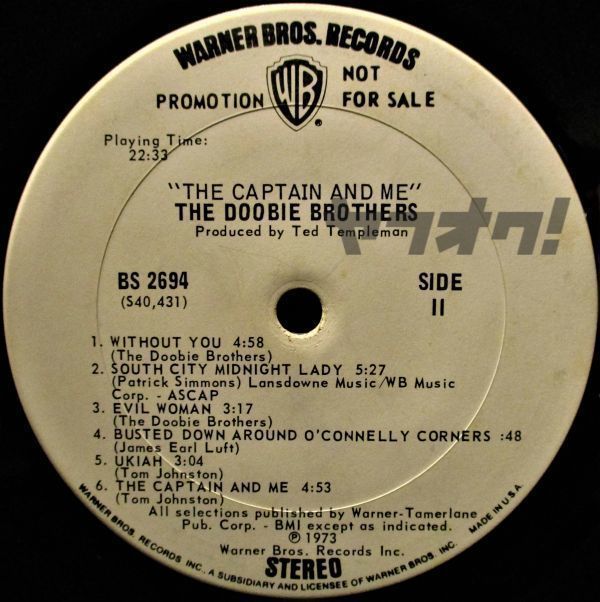 WARNER BROS. RECORDS
PROMOTION
WB
®
NOT
FOR SALE
Playing Time:
22:33
"THE CAPTAIN AND ME"
THE DOOBIE BROTHERS
Produced by Ted Templeman
ヤフオク!
BS 2694
(S40,431)
SIDE
II
1. WITHOUT YOU 4:58
(The Doobie Brothers)
2. SOUTH CITY MIDNIGHT LADY 5:27
(Patrick Simmons) Lansdowne Music/WB Music
Corp. - ASCAP
3. EVIL WOMAN 3:17
(The Doobie Brothers)
4. BUSTED DOWN AROUND O'CONNELLY CORNERS :48
(James Earl Luft)
5. UKIAH 3:04
(Tom Johnston)
6. THE CAPTAIN AND ME 4:53
(Tom Johnston)
All selections published by Warner-Tamerlane
Pub. Corp. - BMI except as indicated.
℗ 1973
Warner Bros. Records Inc.
STEREO
WARNER BROS. RECORDS INC., A SUBSIDIARY AND LICENSEE OF WARNER BROS. INC. MADE IN U.S.A.